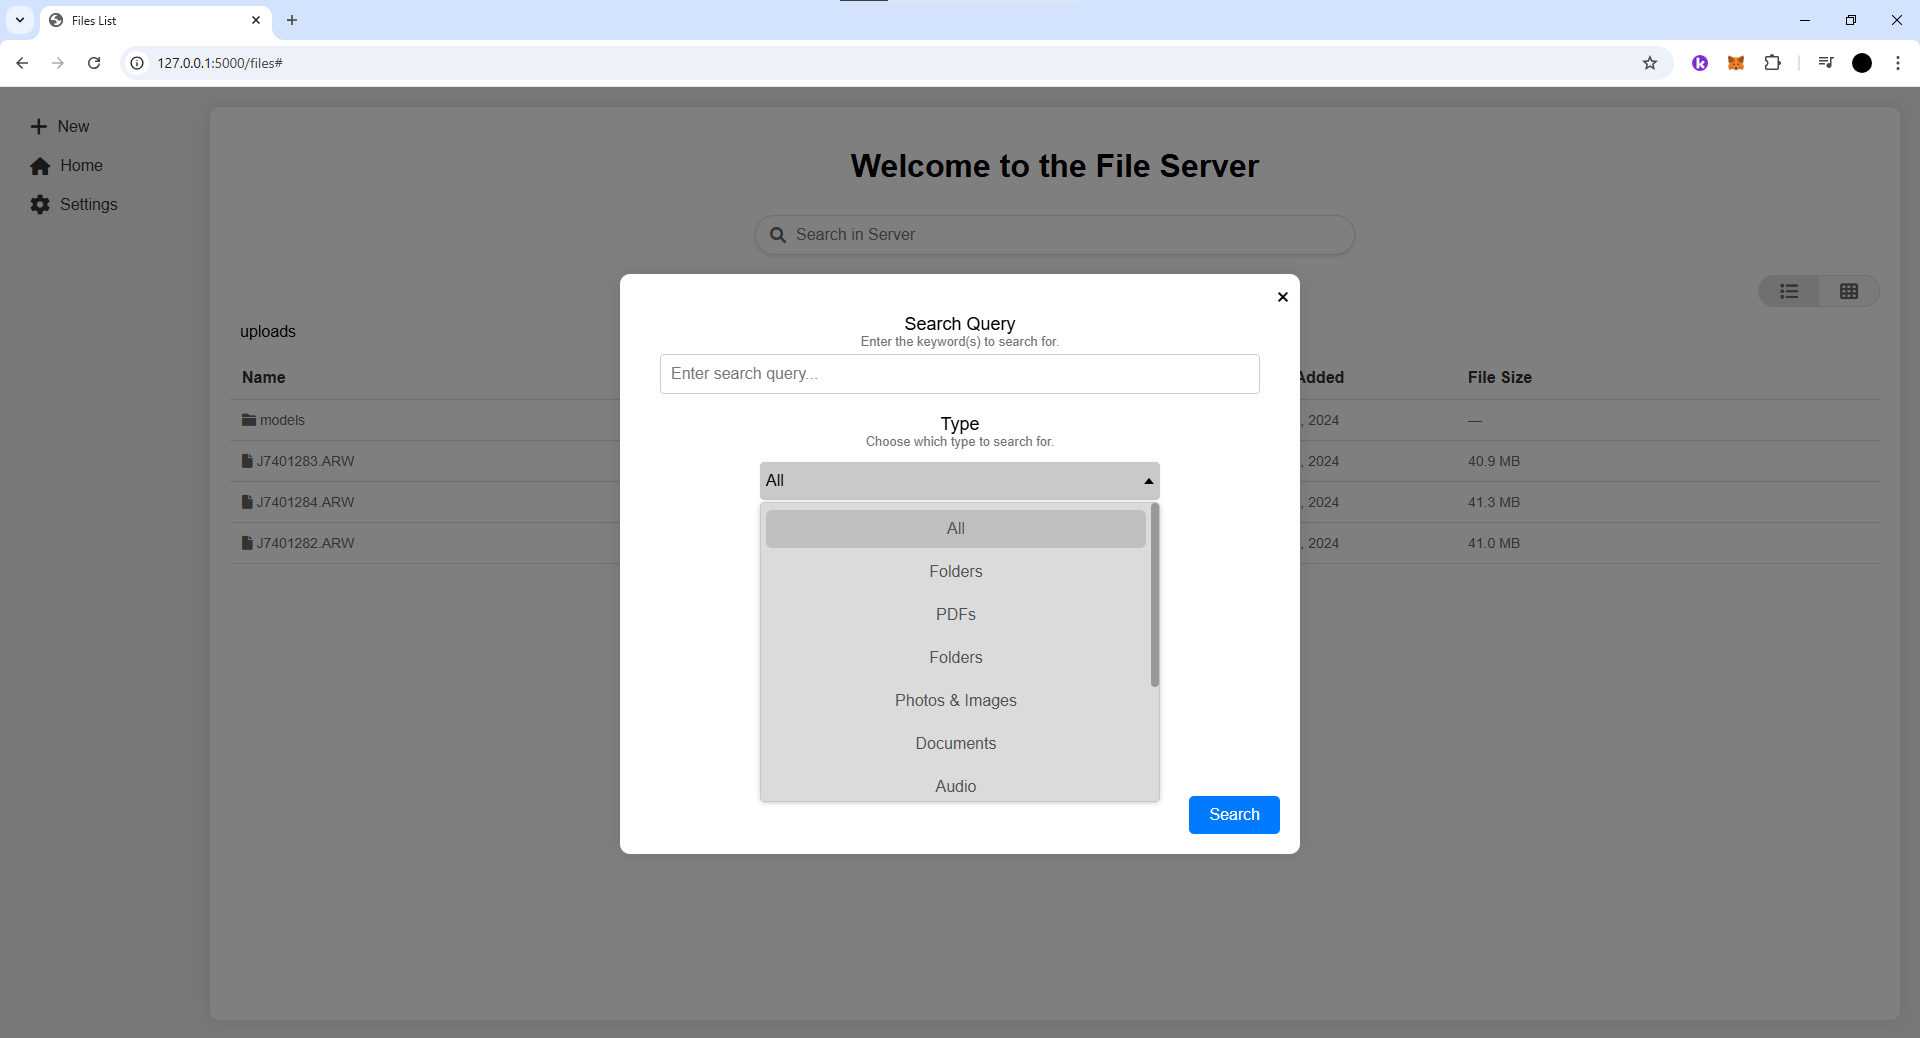 Files List
127.0.0.1:5000/files#
New
Home
Settings
Welcome to the File Server
Search in Server
uploads
Name Added File Size
models , 2024 —
J7401283.ARW , 2024 40.9 MB
J7401284.ARW , 2024 41.3 MB
J7401282.ARW , 2024 41.0 MB
Search Query
Enter the keyword(s) to search for.
Enter search query...
Type
Choose which type to search for.
All
All
Folders
PDFs
Folders
Photos & Images
Documents
Audio
Search